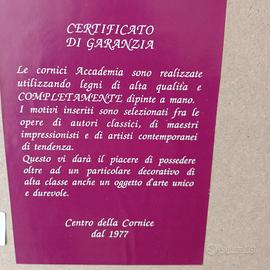 CERTIFICATO
DI GARANZIA
Le cornici Accademia sono realizzate
utilizzando legni di alta qualità e
COMPLETAMENTE dipinte a mano.
I motivi inseriti sono selezionati fra le
opere di autori classici, di maestri
impressionisti e di artisti contemporanei
di tendenza.
Questo vi darà il piacere di possedere
oltre ad un particolare decorativo di
alta classe anche un oggetto d'arte unico
e durevole.
Centro della Cornice
dal 1977
subito